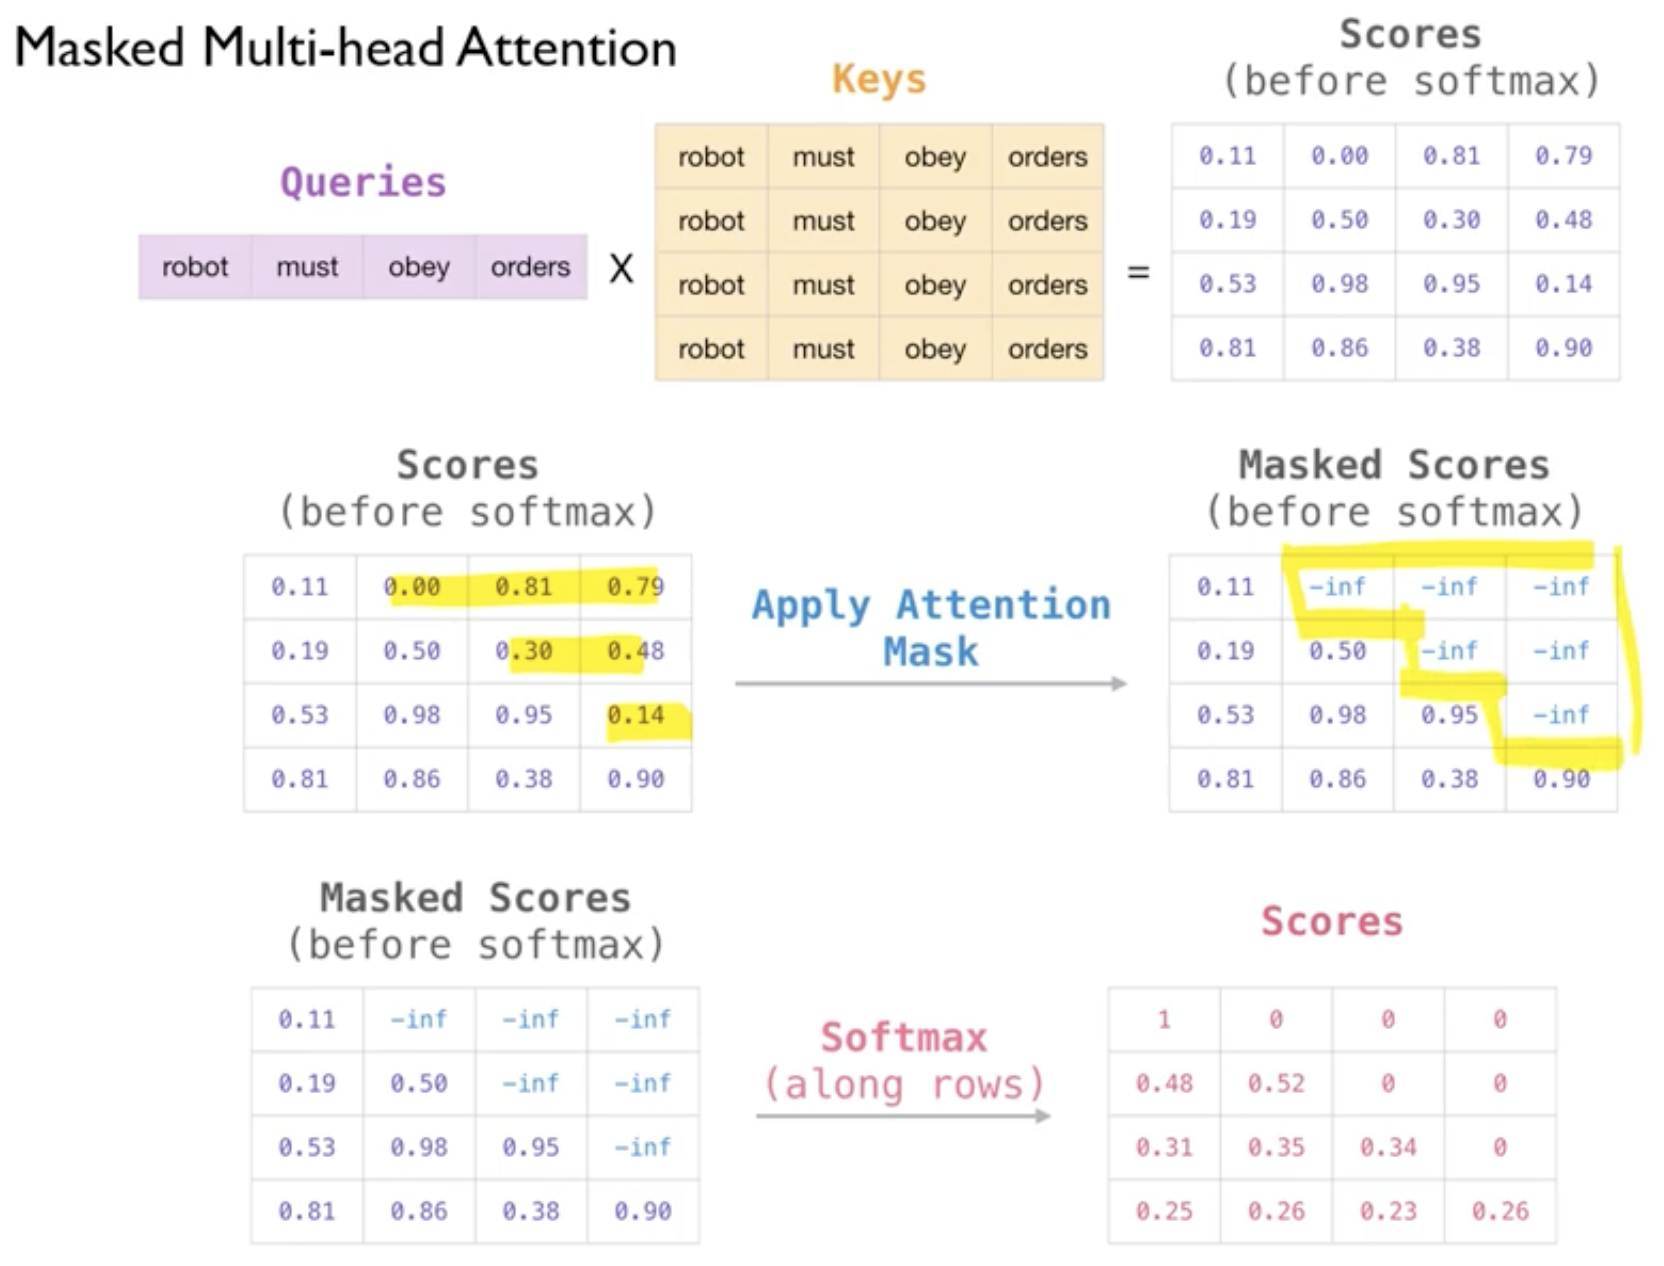 Masked Multi-head Attention
Queries
robot must obey orders
X
Keys
robot must obey orders
robot must obey orders
robot must obey orders
robot must obey orders
=
Scores
(before softmax)
0.11 0.00 0.81 0.79
0.19 0.50 0.30 0.48
0.53 0.98 0.95 0.14
0.81 0.86 0.38 0.90
Scores
(before softmax)
0.11 0.00 0.81 0.79
0.19 0.50 0.30 0.48
0.53 0.98 0.95 0.14
0.81 0.86 0.38 0.90
Apply Attention
Mask
Masked Scores
(before softmax)
0.11 -inf -inf -inf
0.19 0.50 -inf -inf
0.53 0.98 0.95 -inf
0.81 0.86 0.38 0.90
Masked Scores
(before softmax)
0.11 -inf -inf -inf
0.19 0.50 -inf -inf
0.53 0.98 0.95 -inf
0.81 0.86 0.38 0.90
Softmax
(along rows)
Scores
1 0 0 0
0.48 0.52 0 0
0.31 0.35 0.34 0
0.25 0.26 0.23 0.26